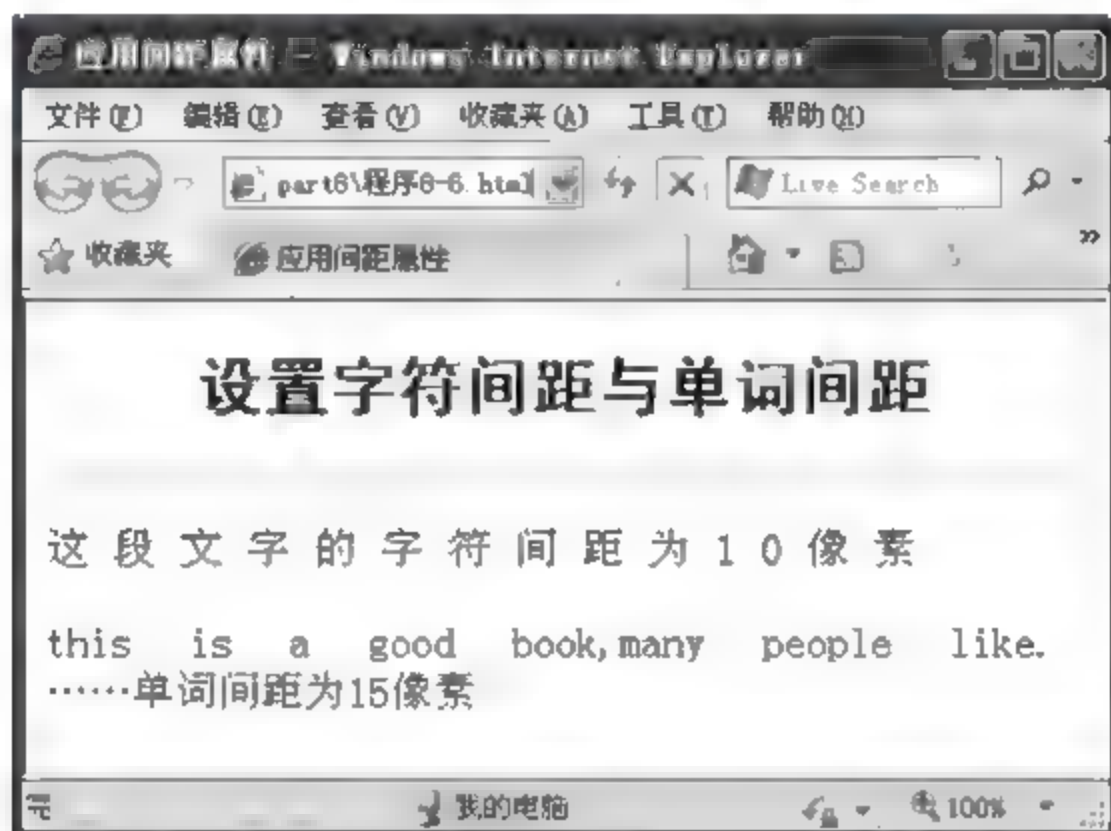 应用间距属性 - Windows Internet Explorer
文件(F) 编辑(E) 查看(V) 收藏夹(A) 工具(T) 帮助(H)
part6\程序6-6.html Live Search
收藏夹 应用间距属性 »
设置字符间距与单词间距
这段文字的字符间距为10像素
this is a good book,many people like.
……单词间距为15像素
我的电脑 100%